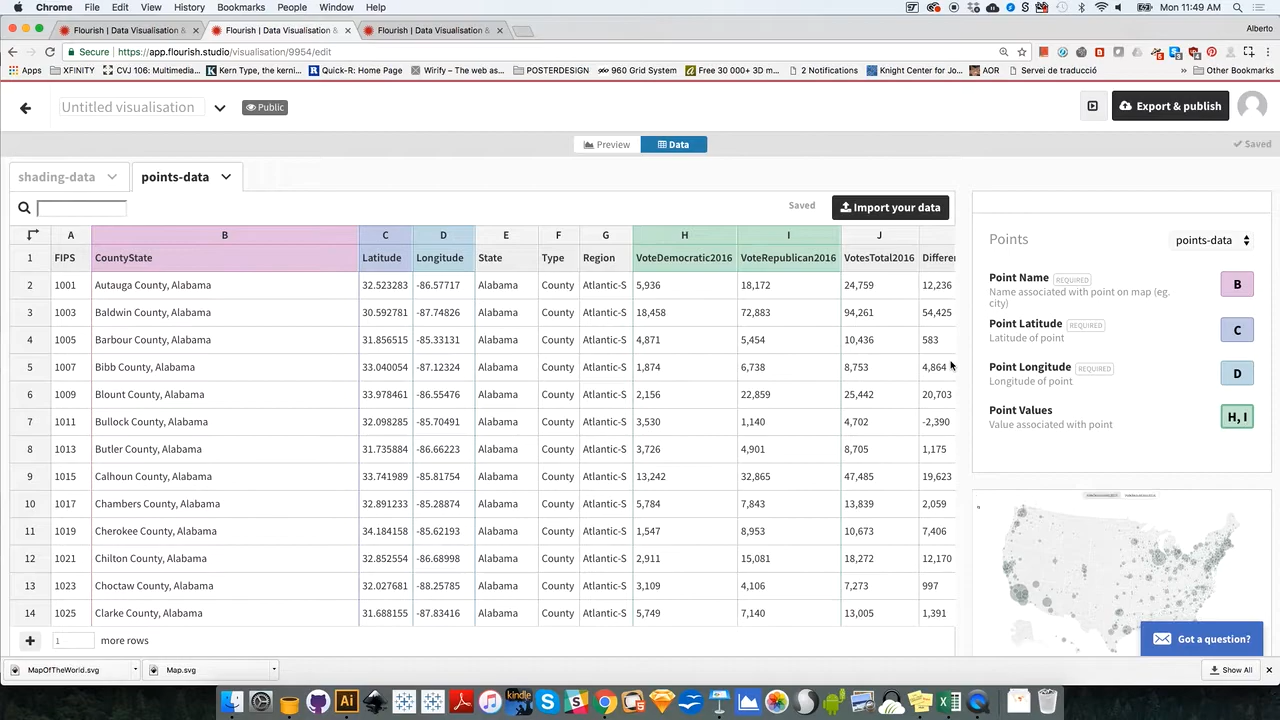 Chrome File Edit View History Bookmarks People Window Help Mon 11:49 AM
Flourish | Data Visualisation & Flourish | Data Visualisation & Flourish | Data Visualisation & Alberto
Secure https://app.flourish.studio/visualisation/9954/edit
Apps XFINITY CVJ 106: Multimedia... Kern Type, the kerni... Quick-R: Home Page Wirify – The web as... POSTERDESIGN 960 Grid System Free 30 000+ 3D m... 2 Notifications Knight Center for Jo... AOR Servei de traducció » Other Bookmarks
Untitled visualisation Public Export & publish
Preview Data Saved
shading-data points-data
Saved Import your data
A B C D E F G H I J
1 FIPS CountyState Latitude Longitude State Type Region VoteDemocratic2016 VoteRepublican2016 VotesTotal2016 Differen
2 1001 Autauga County, Alabama 32.523283 -86.57717 Alabama County Atlantic-S 5,936 18,172 24,759 12,236
3 1003 Baldwin County, Alabama 30.592781 -87.74826 Alabama County Atlantic-S 18,458 72,883 94,261 54,425
4 1005 Barbour County, Alabama 31.856515 -85.33131 Alabama County Atlantic-S 4,871 5,454 10,436 583
5 1007 Bibb County, Alabama 33.040054 -87.12324 Alabama County Atlantic-S 1,874 6,738 8,753 4,864
6 1009 Blount County, Alabama 33.978461 -86.55476 Alabama County Atlantic-S 2,156 22,859 25,442 20,703
7 1011 Bullock County, Alabama 32.098285 -85.70491 Alabama County Atlantic-S 3,530 1,140 4,702 -2,390
8 1013 Butler County, Alabama 31.735884 -86.66223 Alabama County Atlantic-S 3,726 4,901 8,705 1,175
9 1015 Calhoun County, Alabama 33.741989 -85.81754 Alabama County Atlantic-S 13,242 32,865 47,485 19,623
10 1017 Chambers County, Alabama 32.891233 -85.28874 Alabama County Atlantic-S 5,784 7,843 13,839 2,059
11 1019 Cherokee County, Alabama 34.184158 -85.62193 Alabama County Atlantic-S 1,547 8,953 10,673 7,406
12 1021 Chilton County, Alabama 32.852554 -86.68998 Alabama County Atlantic-S 2,911 15,081 18,272 12,170
13 1023 Choctaw County, Alabama 32.027681 -88.25785 Alabama County Atlantic-S 3,109 4,106 7,273 997
14 1025 Clarke County, Alabama 31.688155 -87.83416 Alabama County Atlantic-S 5,749 7,140 13,005 1,391
1 more rows
Points points-data
Point Name REQUIRED B
Name associated with point on map (eg.
city)
Point Latitude REQUIRED C
Latitude of point
Point Longitude REQUIRED D
Longitude of point
Point Values H, I
Value associated with point
Got a question?
MapOfTheWorld.svg Map.svg Show All
kindle